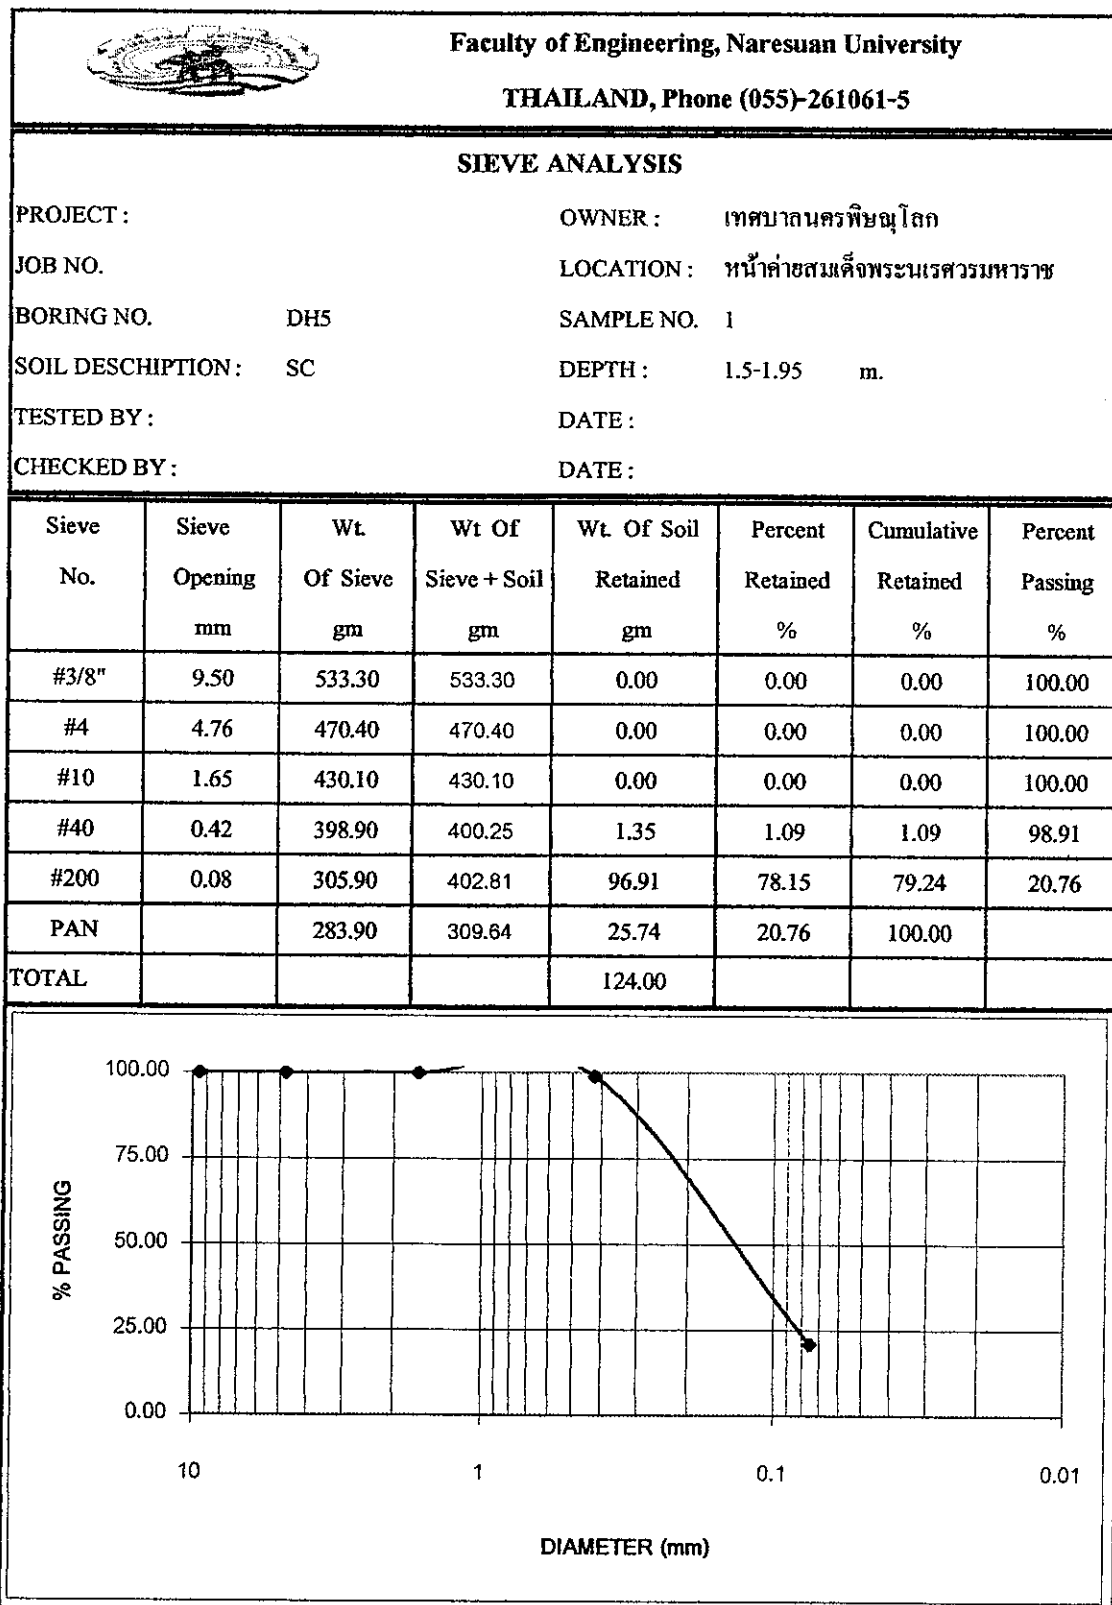 Faculty of Engineering, Naresuan University
THAILAND, Phone (055)-261061-5
SIEVE ANALYSIS
PROJECT :
OWNER : เทศบาลนครพิษณุโลก
JOB NO.
LOCATION : หน้าค่ายสมเด็จพระนเรศวรมหาราช
BORING NO. DH5
SAMPLE NO. 1
SOIL DESCHIPTION : SC
DEPTH : 1.5-1.95 m.
TESTED BY :
DATE :
CHECKED BY :
DATE :
Sieve Sieve Wt. Wt Of Wt. Of Soil Percent Cumulative Percent
No. Opening Of Sieve Sieve + Soil Retained Retained Retained Passing
mm gm gm gm % % %
#3/8" 9.50 533.30 533.30 0.00 0.00 0.00 100.00
#4 4.76 470.40 470.40 0.00 0.00 0.00 100.00
#10 1.65 430.10 430.10 0.00 0.00 0.00 100.00
#40 0.42 398.90 400.25 1.35 1.09 1.09 98.91
#200 0.08 305.90 402.81 96.91 78.15 79.24 20.76
PAN 283.90 309.64 25.74 20.76 100.00
TOTAL 124.00
100.00
75.00
50.00
25.00
0.00
% PASSING
10 1 0.1 0.01
DIAMETER (mm)